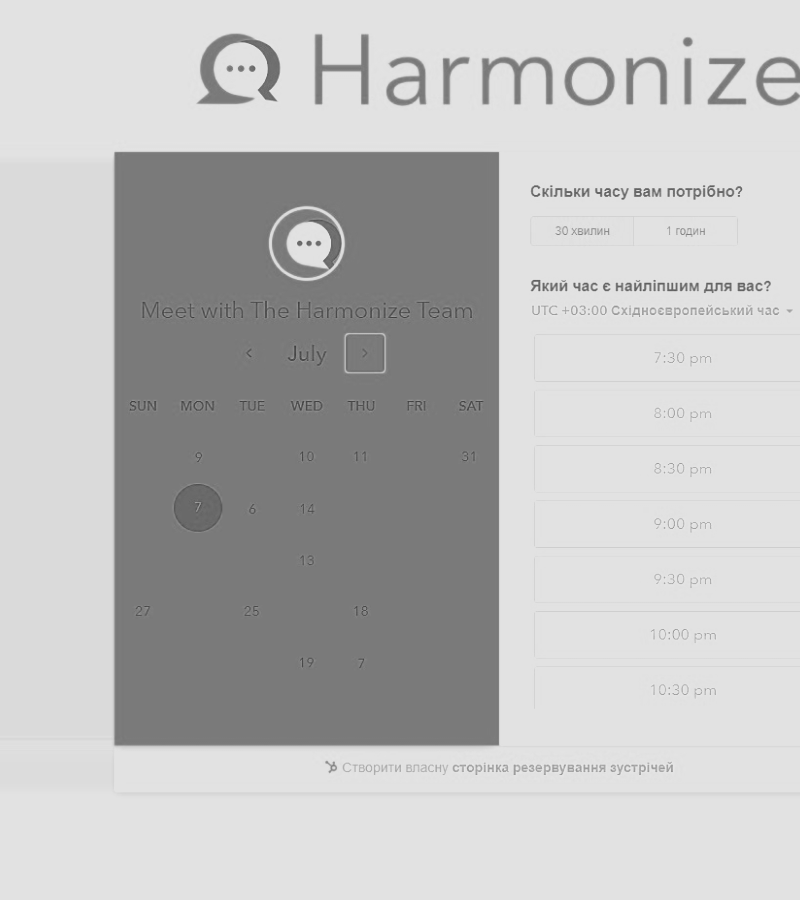 Harmonize
Meet with The Harmonize Team
July
SUN MON TUE WED THU FRI SAT
9 10 11 31
7 6 14
13
27 25 18
19 7
Скільки часу вам потрібно?
30 хвилин 1 годин
Який час є найліпшим для вас?
UTC +03:00 Східноєвропейський час
7:30 pm
8:00 pm
8:30 pm
9:00 pm
9:30 pm
10:00 pm
10:30 pm
Створити власну сторінка резервування зустрічей